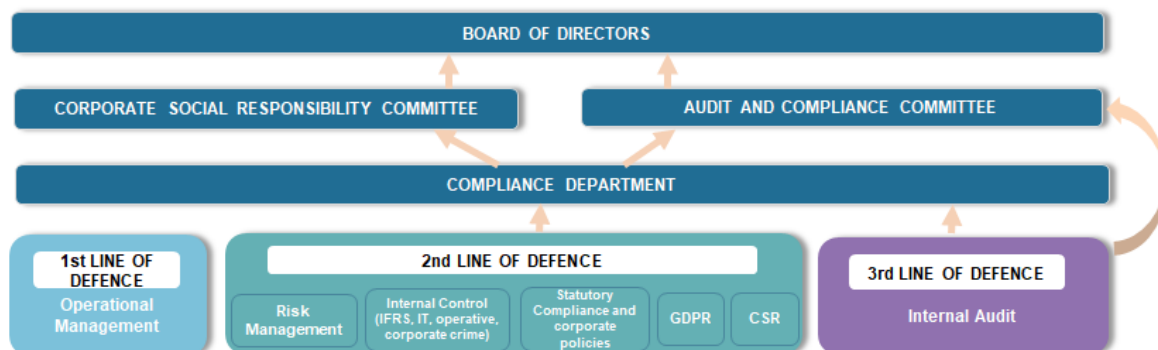 BOARD OF DIRECTORS
CORPORATE SOCIAL RESPONSIBILITY COMMITTEE
AUDIT AND COMPLIANCE COMMITTEE
COMPLIANCE DEPARTMENT
1st LINE OF
DEFENCE
Operational
Management
2nd LINE OF DEFENCE
Risk
Management
Internal Control
(IFRS, IT, operative,
corporate crime)
Statutory
Compliance and
corporate
policies
GDPR
CSR
3rd LINE OF DEFENCE
Internal Audit